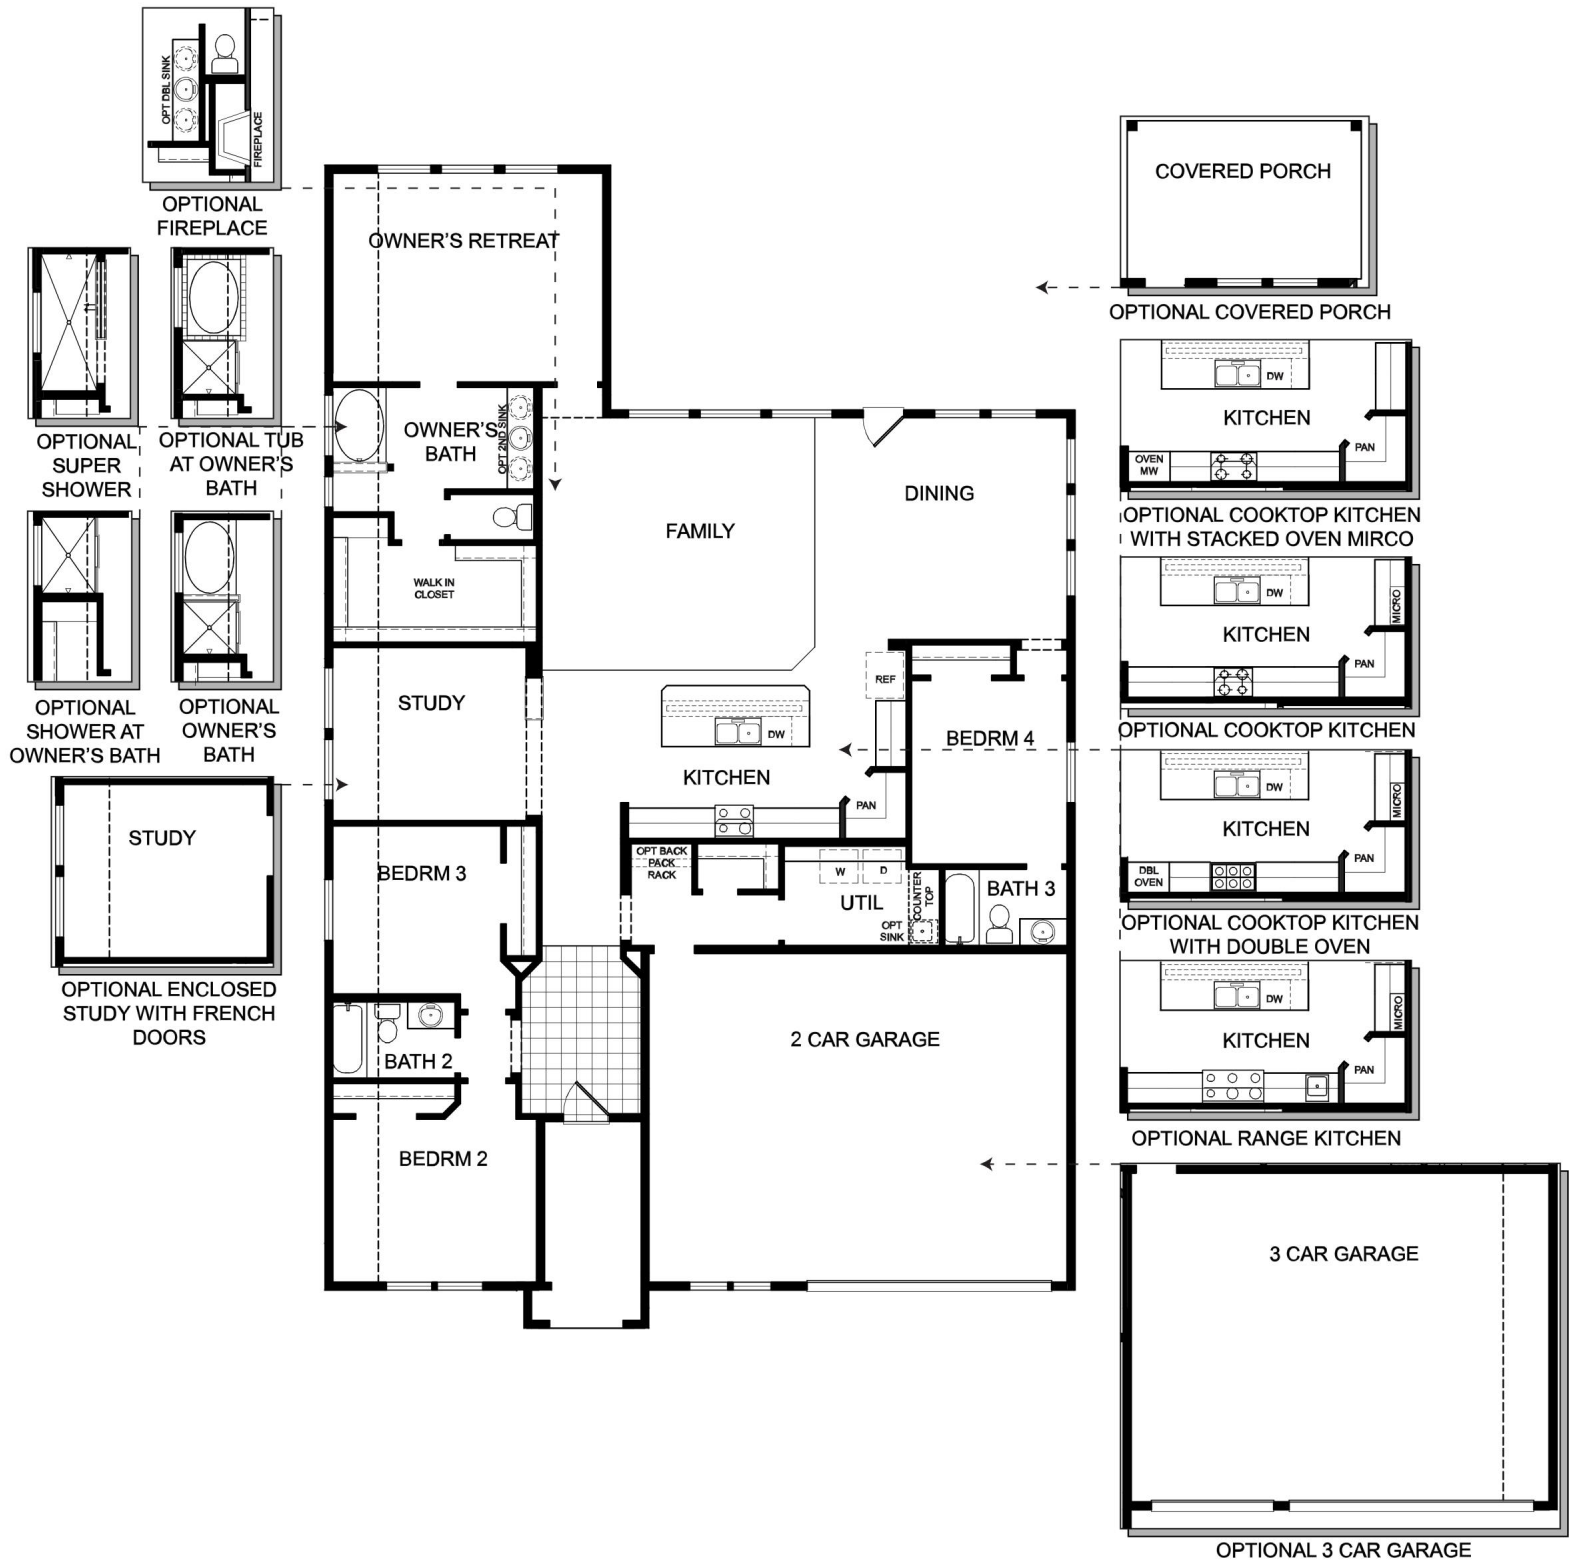 OPT DBL SINK
FIREPLACE
OPTIONAL
FIREPLACE
OPTIONAL
SUPER
SHOWER
OPTIONAL TUB
AT OWNER'S
BATH
OPTIONAL
SHOWER AT
OWNER'S BATH
OPTIONAL
OWNER'S
BATH
STUDY
OPTIONAL ENCLOSED
STUDY WITH FRENCH
DOORS
OWNER'S RETREAT
OWNER'S
BATH
OPT 2ND SINK
WALK IN
CLOSET
FAMILY
DINING
STUDY
REF
DW
KITCHEN
PAN
BEDRM 4
BEDRM 3
OPT BACK
PACK
RACK
W
D
UTIL
OPT
SINK
COUNTER
TOP
BATH 3
BATH 2
2 CAR GARAGE
BEDRM 2
COVERED PORCH
OPTIONAL COVERED PORCH
DW
KITCHEN
PAN
OVEN
MW
OPTIONAL COOKTOP KITCHEN
WITH STACKED OVEN MIRCO
DW
MICRO
KITCHEN
PAN
OPTIONAL COOKTOP KITCHEN
DW
MICRO
KITCHEN
PAN
DBL
OVEN
OPTIONAL COOKTOP KITCHEN
WITH DOUBLE OVEN
DW
MICRO
KITCHEN
PAN
OPTIONAL RANGE KITCHEN
3 CAR GARAGE
OPTIONAL 3 CAR GARAGE